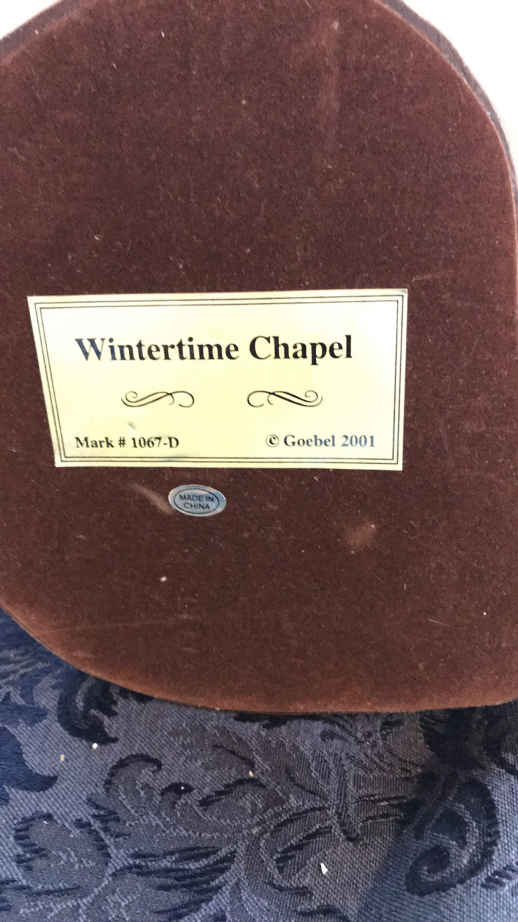 Wintertime Chapel
Mark # 1067-D © Goebel 2001
MADE IN
CHINA